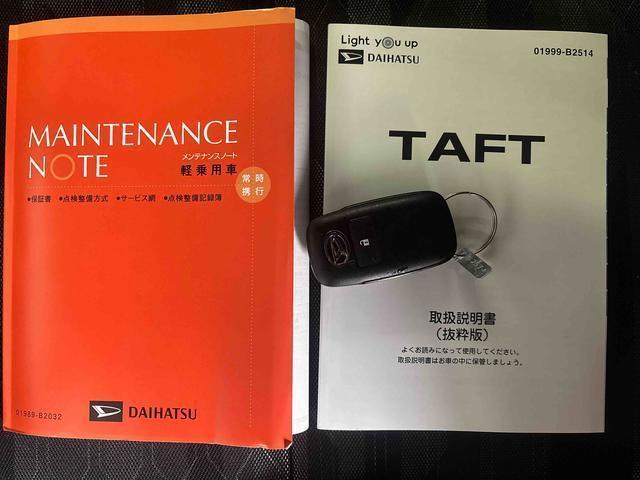 MAINTENANCE
NOTE
メンテナンスノート
軽乗用車
常時
携行
•保証書 •点検整備方式 •サービス網 •点検整備記録簿
01989-B2032
DAIHATSU
Light you up
DAIHATSU
01999-B2514
TAFT
取扱説明書
（抜粋版）
よくお読みになって使用してください。
取扱説明書はお車の中に保管しましょう。